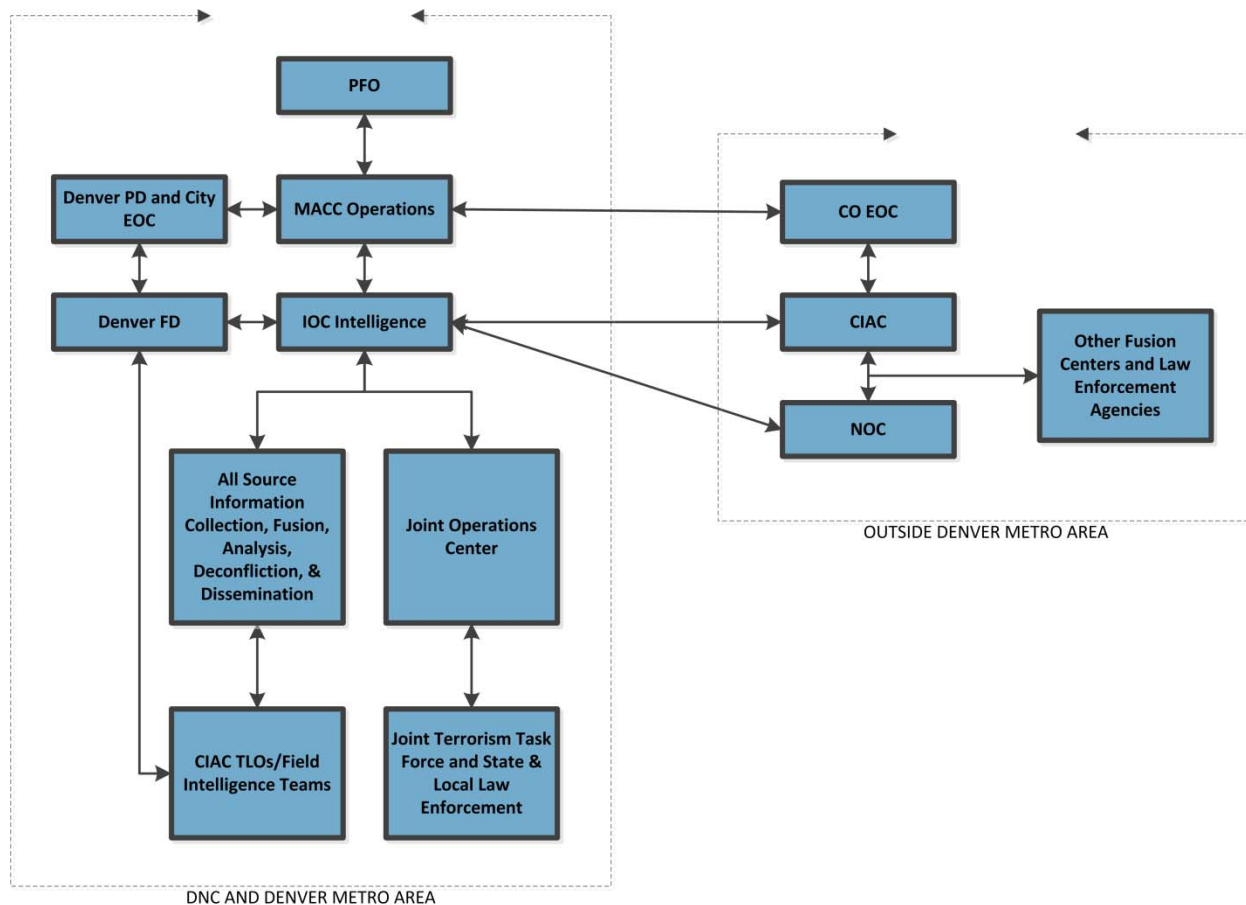 PFO
Denver PD and City
EOC
MACC Operations
CO EOC
Denver FD
IOC Intelligence
CIAC
Other Fusion
Centers and Law
Enforcement
Agencies
NOC
All Source
Information
Collection, Fusion,
Analysis,
Deconfliction, &
Dissemination
Joint Operations
Center
OUTSIDE DENVER METRO AREA
CIAC TLOs/Field
Intelligence Teams
Joint Terrorism Task
Force and State &
Local Law
Enforcement
DNC AND DENVER METRO AREA